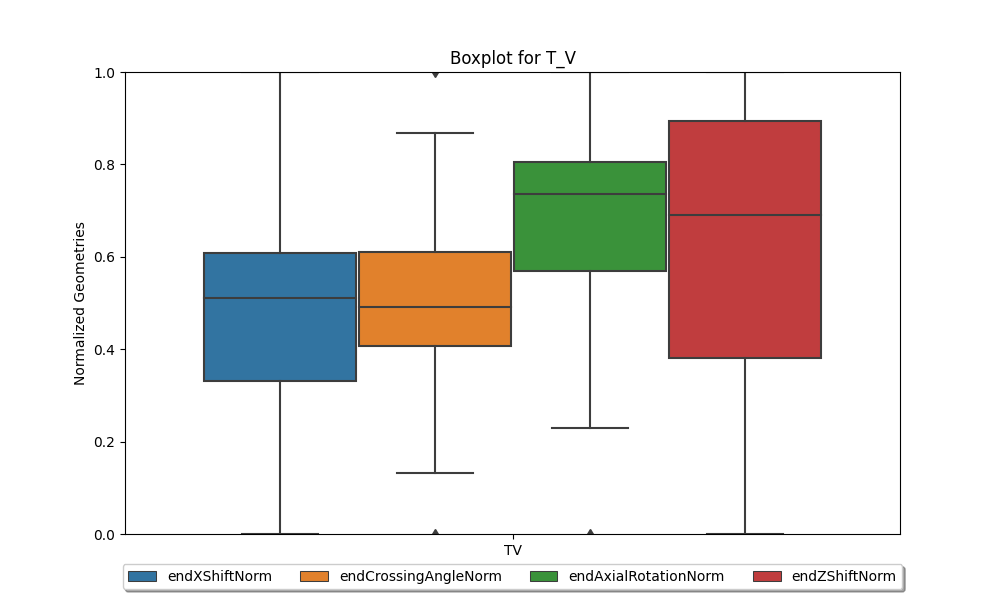 Boxplot for T_V
1.0
0.8
0.6
0.4
0.2
0.0
Normalized Geometries
TV
endXShiftNorm endCrossingAngleNorm endAxialRotationNorm endZShiftNorm